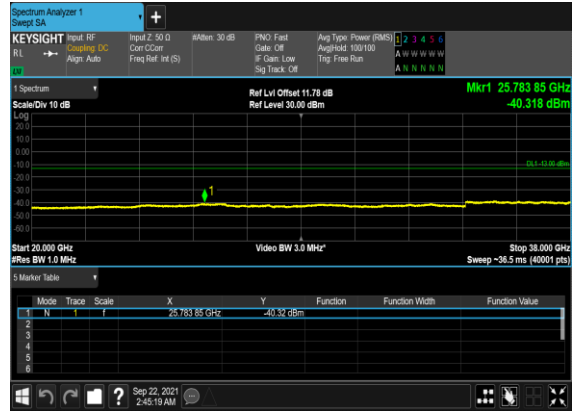 Spectrum Analyzer 1
Swept SA
+
KEYSIGHT Input: RF Input Z: 50 Ω #Atten: 30 dB PNO: Fast Avg Type: Power (RMS) 1 2 3 4 5 6
RL Coupling: DC Corr CCorr Gate: Off Avg|Hold: 100/100 A W W W W W
Align: Auto Freq Ref: Int (S) IF Gain: Low Trig: Free Run
Sig Track: Off A N N N N N
1 Spectrum Ref Lvl Offset 11.78 dB Mkr1 25.783 85 GHz
Scale/Div 10 dB Ref Level 30.00 dBm -40.318 dBm
Log
20.0
10.0
0.00
-10.0 DL1 -13.00 dBm
-20.0
-30.0 1
-40.0
-50.0
-60.0
Start 20.000 GHz Video BW 3.0 MHz* Stop 38.000 GHz
#Res BW 1.0 MHz Sweep ~36.5 ms (40001 pts)
5 Marker Table
Mode Trace Scale X Y Function Function Width Function Value
1 N 1 f 25.783 85 GHz -40.32 dBm
2
3
4
5
6
? Sep 22, 2021
2:45:19 AM